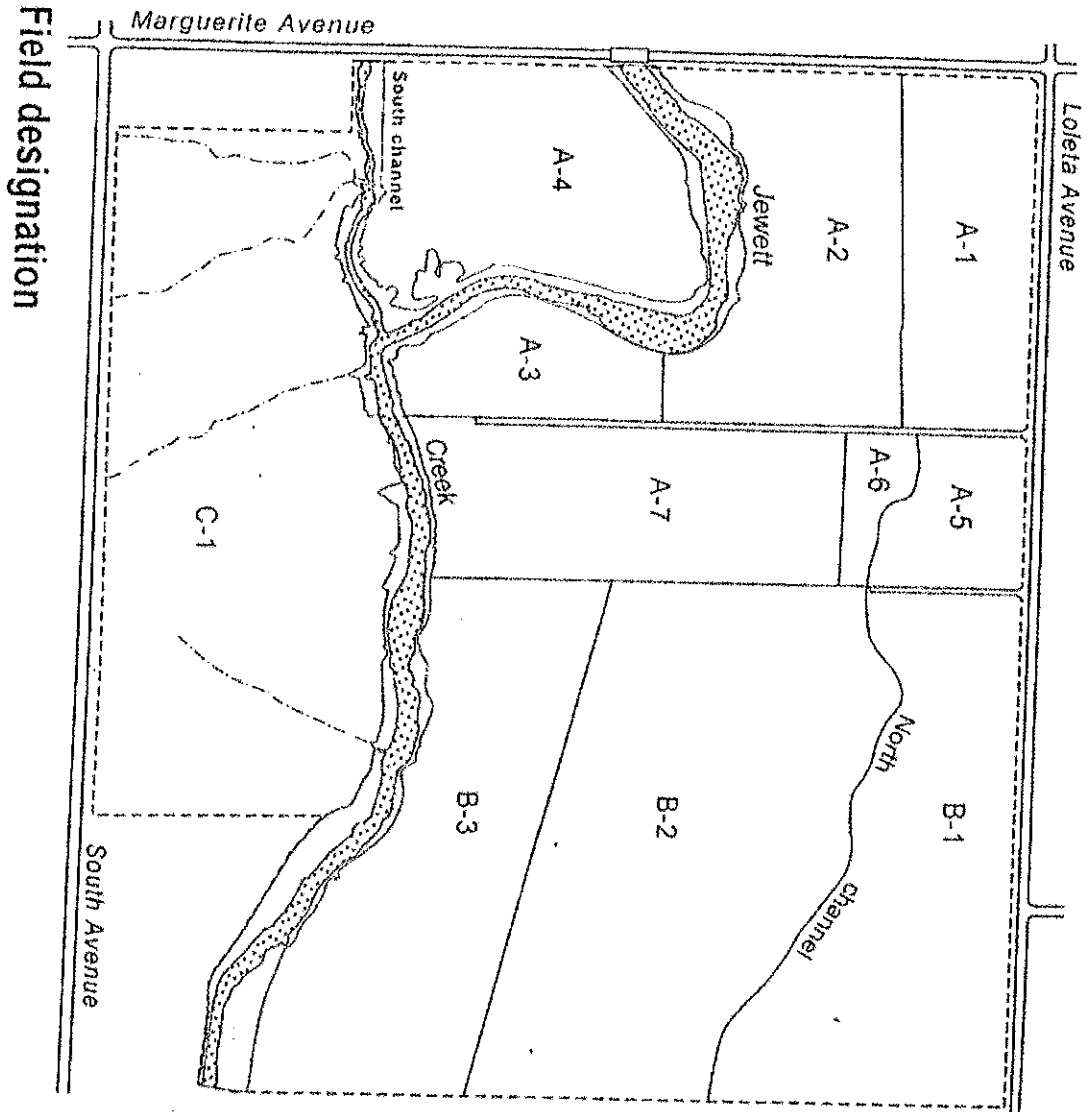 Field designation
Marguerite Avenue
Loleta Avenue
South Avenue
A-1
A-2
Jewett
A-4
South channel
A-3
A-5
A-6
A-7
Creek
C-1
B-1
North
channel
B-2
B-3